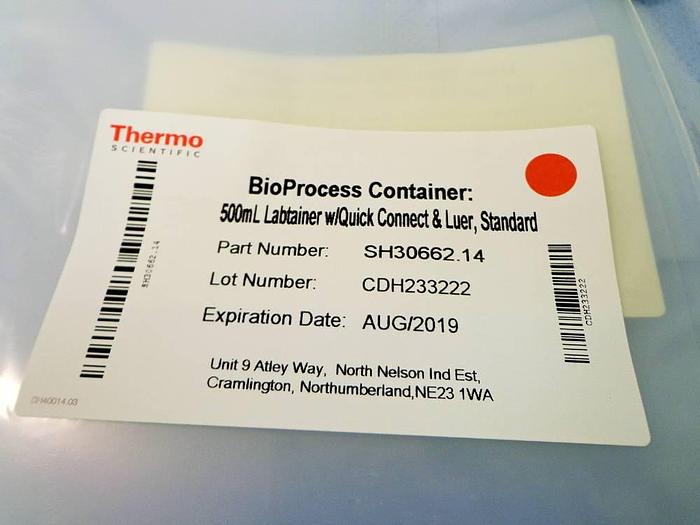 Thermo
SCIENTIFIC
BioProcess Container:
500mL Labtainer w/Quick Connect & Luer, Standard
Part Number: SH30662.14
Lot Number: CDH233222
Expiration Date: AUG/2019
Unit 9 Atley Way, North Nelson Ind Est,
Cramlington, Northumberland,NE23 1WA
SH30662.14
CDH233222
DH40014.03